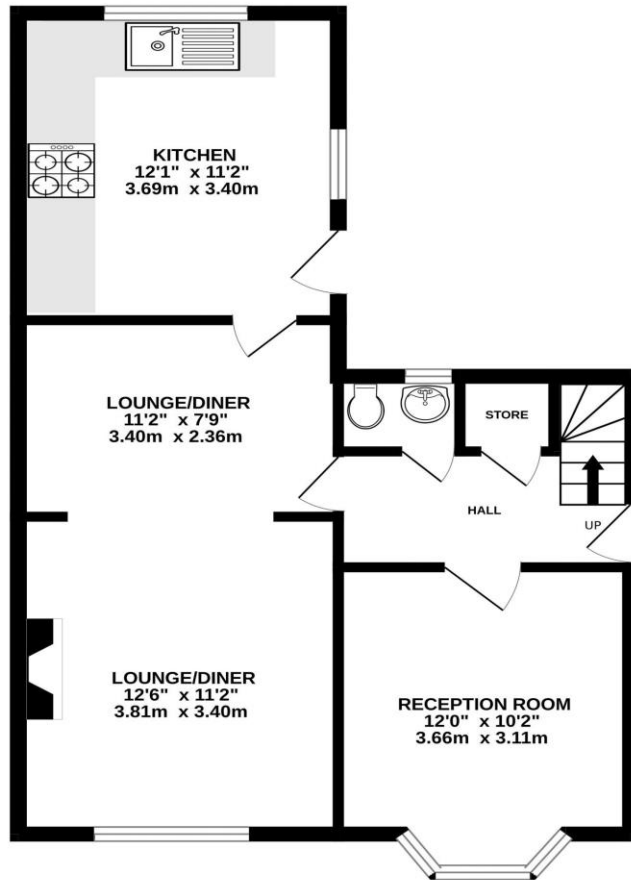 KITCHEN
12'1" x 11'2"
3.69m x 3.40m
LOUNGE/DINER
11'2" x 7'9"
3.40m x 2.36m
STORE
HALL
UP
LOUNGE/DINER
12'6" x 11'2"
3.81m x 3.40m
RECEPTION ROOM
12'0" x 10'2"
3.66m x 3.11m